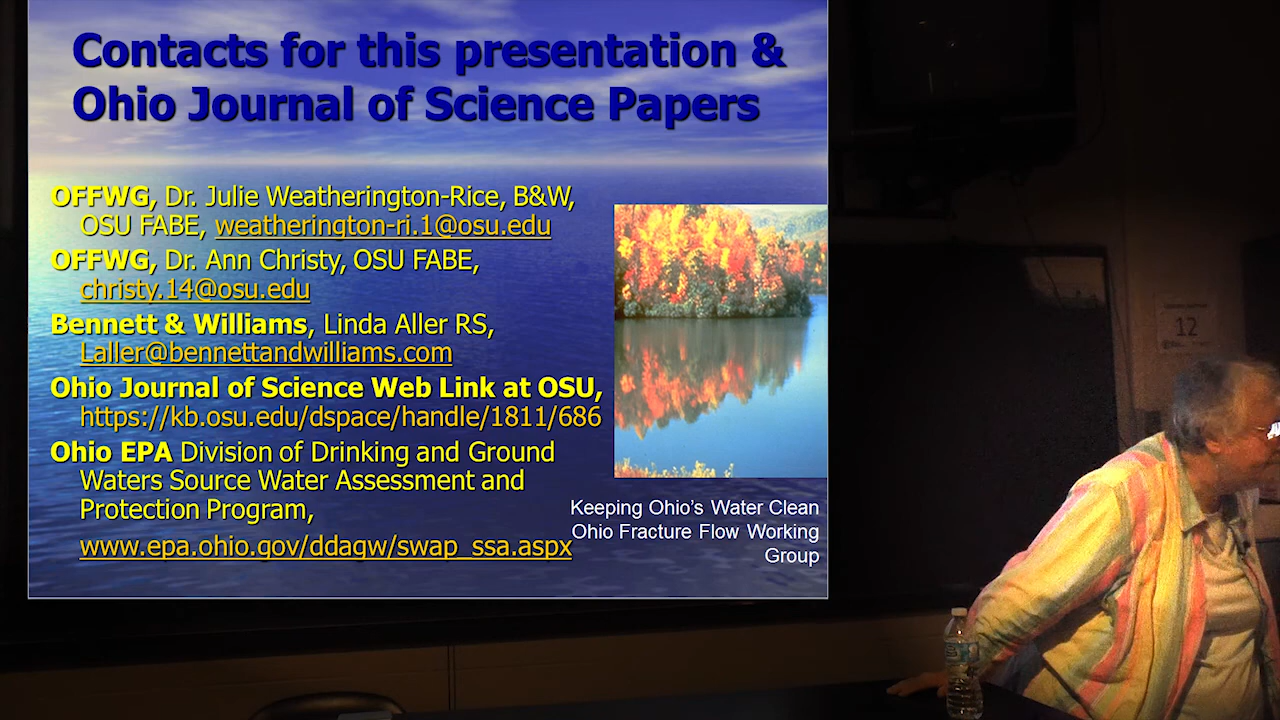 Contacts for this presentation &
Ohio Journal of Science Papers
OFFWG, Dr. Julie Weatherington-Rice, B&W,
OSU FABE, weatherington-ri.1@osu.edu
OFFWG, Dr. Ann Christy, OSU FABE,
christy.14@osu.edu
Bennett & Williams, Linda Aller RS,
Laller@bennettandwilliams.com
Ohio Journal of Science Web Link at OSU,
https://kb.osu.edu/dspace/handle/1811/686
Ohio EPA Division of Drinking and Ground
Waters Source Water Assessment and
Protection Program,
www.epa.ohio.gov/ddagw/swap_ssa.aspx
Keeping Ohio's Water Clean
Ohio Fracture Flow Working
Group
12